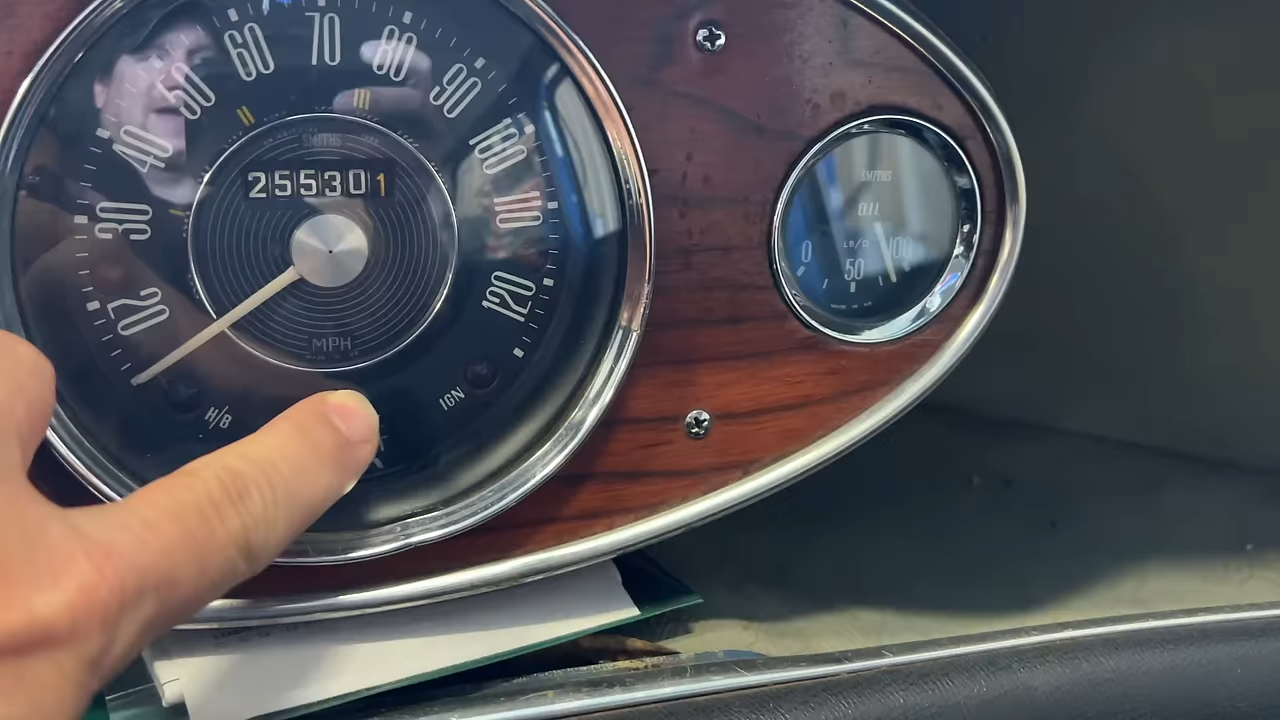 20 30 40 50 60 70 80 90 100 110 120
SMITHS
255301
MPH
H/B
IGN
SMITHS
OIL
LB/□"
0 50 100